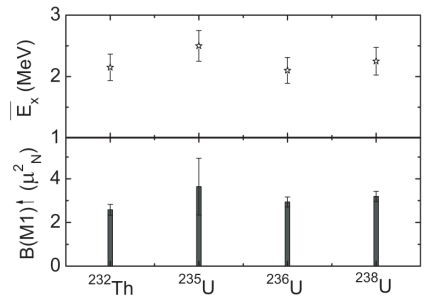 3
2
1
E̅ₓ (MeV)
4
2
0
B(M1)↑ (μ²N)
²³²Th
²³⁵U
²³⁶U
²³⁸U